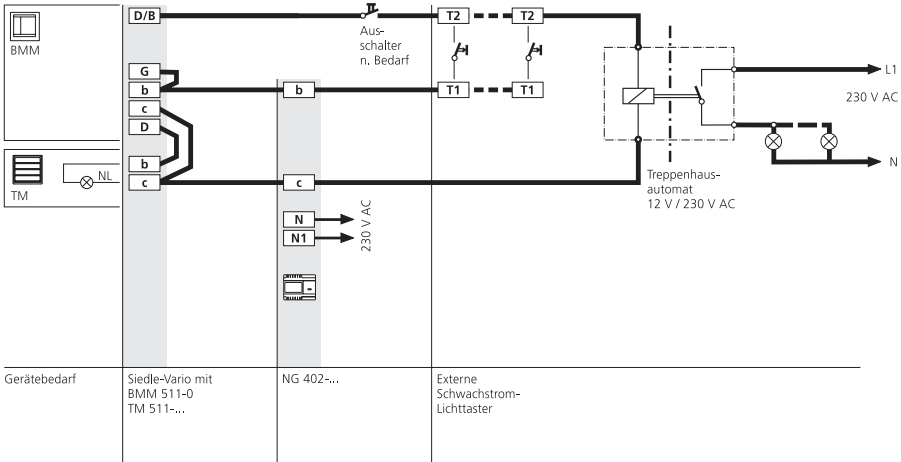 BMM
D/B
Aus-
schalter
n. Bedarf
T2
T2
G
b
b
T1
T1
c
D
b
c
c
TM
NL
N
N1
230 V AC
L1
230 V AC
N
Treppenhaus-
automat
12 V / 230 V AC
Gerätebedarf
Siedle-Vario mit
BMM 511-0
TM 511-...
NG 402-...
Externe
Schwachstrom-
Lichttaster